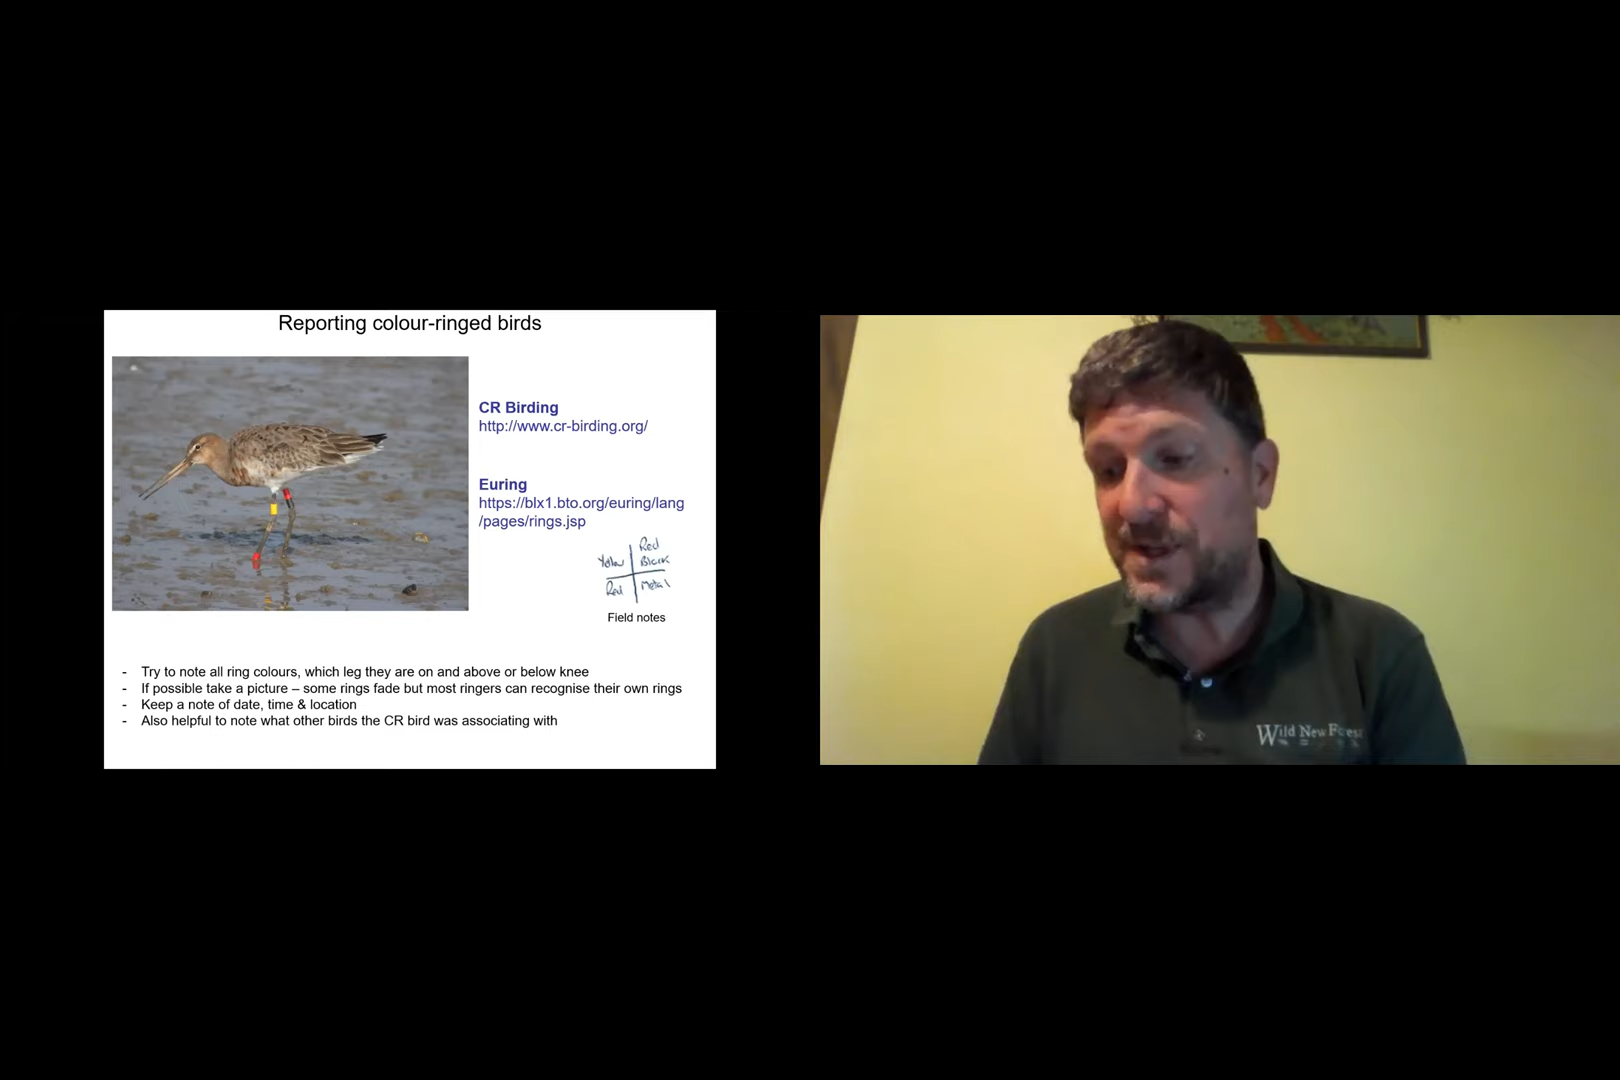 Reporting colour-ringed birds
CR Birding
http://www.cr-birding.org/
Euring
https://blx1.bto.org/euring/lang
/pages/rings.jsp
Red
Yellow Black
Red Metal
Field notes
- Try to note all ring colours, which leg they are on and above or below knee
- If possible take a picture – some rings fade but most ringers can recognise their own rings
- Keep a note of date, time & location
- Also helpful to note what other birds the CR bird was associating with
Wild New Forest